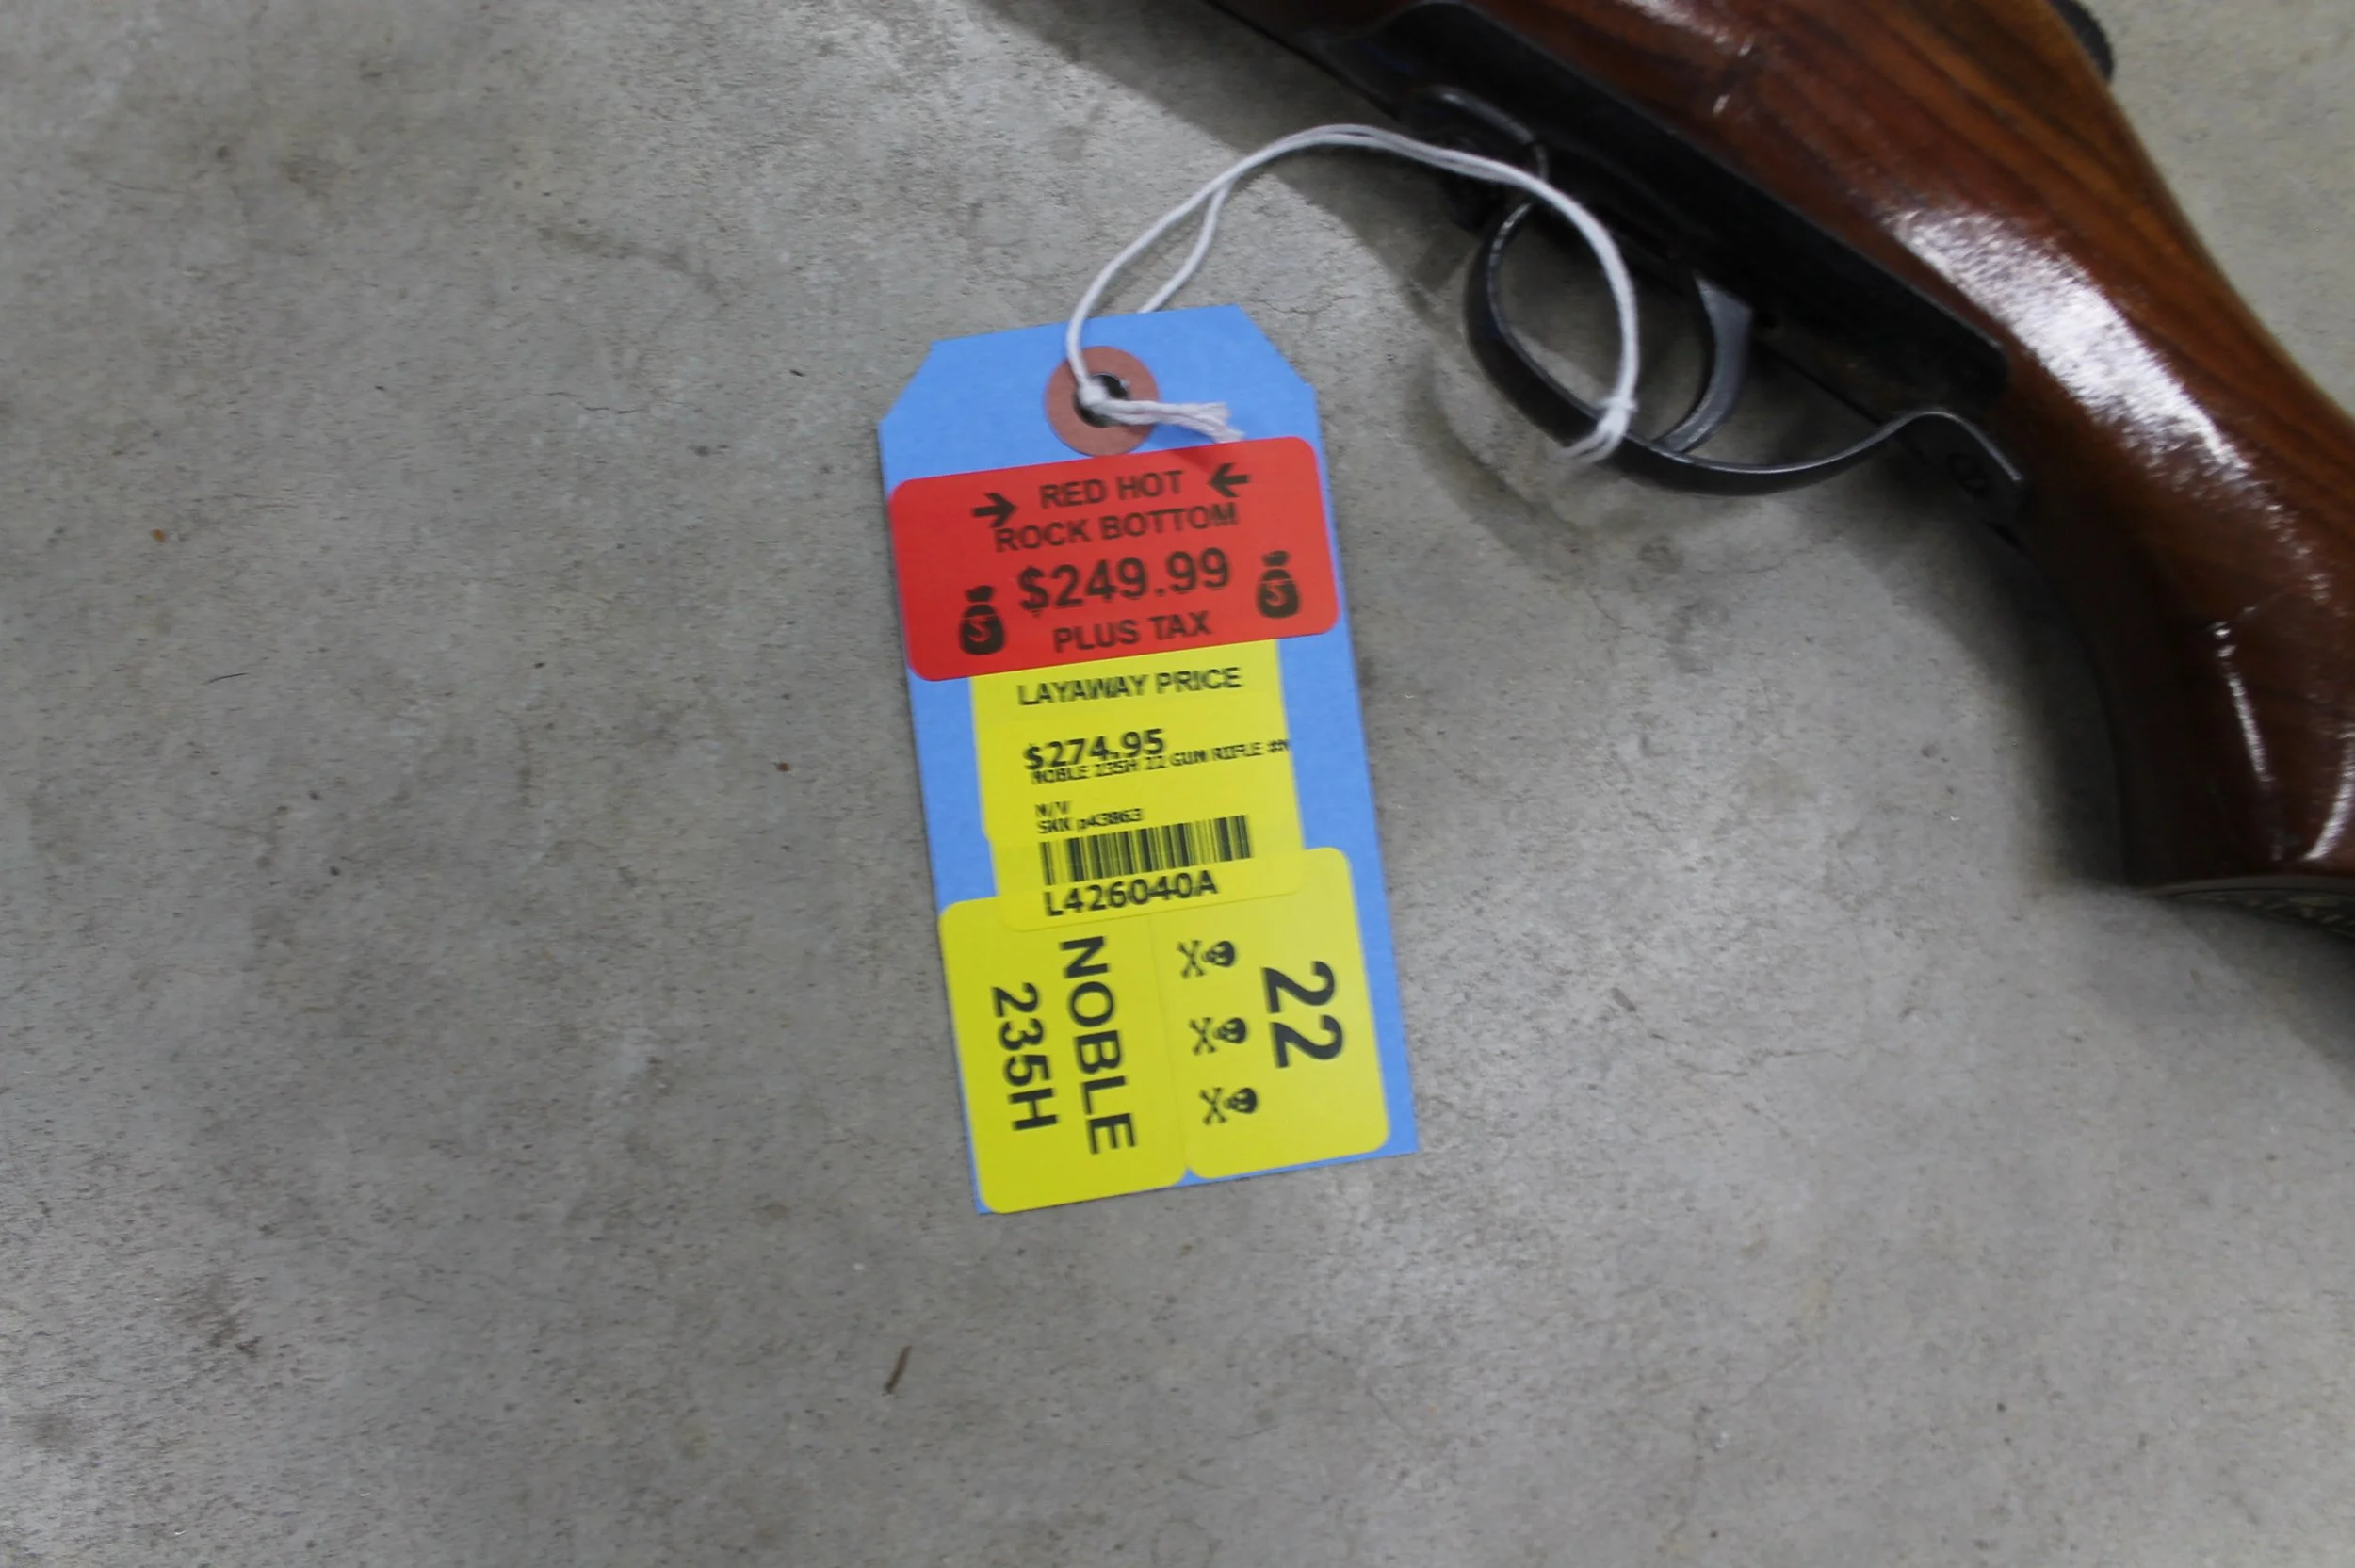 → RED HOT ←
ROCK BOTTOM
$249.99
PLUS TAX
LAYAWAY PRICE
$274.95
NOBLE 235H 22 GUN RIFLE
N/V
L426040A
NOBLE
235H
22